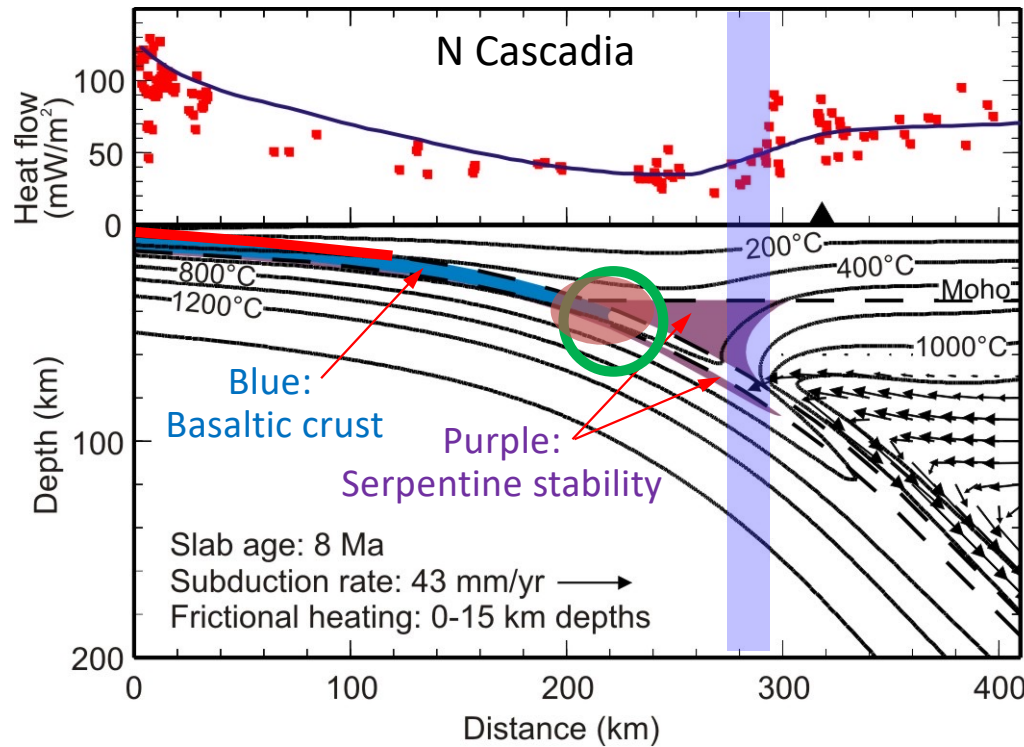 N Cascadia
Heat flow
(mW/m²)
100
50
0
200°C
400°C
800°C
Moho
1200°C
1000°C
Blue:
Basaltic crust
Purple:
Serpentine stability
Depth (km)
100
200
Slab age: 8 Ma
Subduction rate: 43 mm/yr
Frictional heating: 0-15 km depths
0
100
200
300
400
Distance (km)